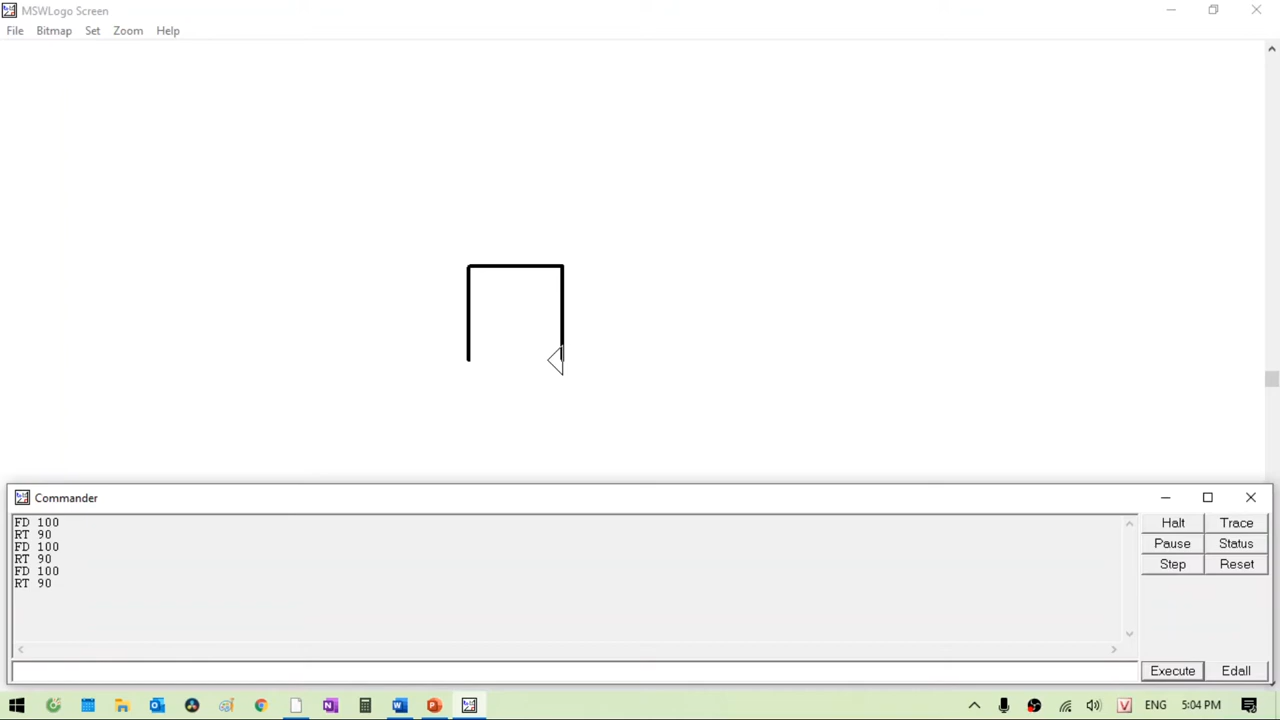 MSWLogo Screen
File Bitmap Set Zoom Help
Commander
FD 100
RT 90
FD 100
RT 90
FD 100
RT 90
Halt Trace
Pause Status
Step Reset
Execute Edall
ENG 5:04 PM